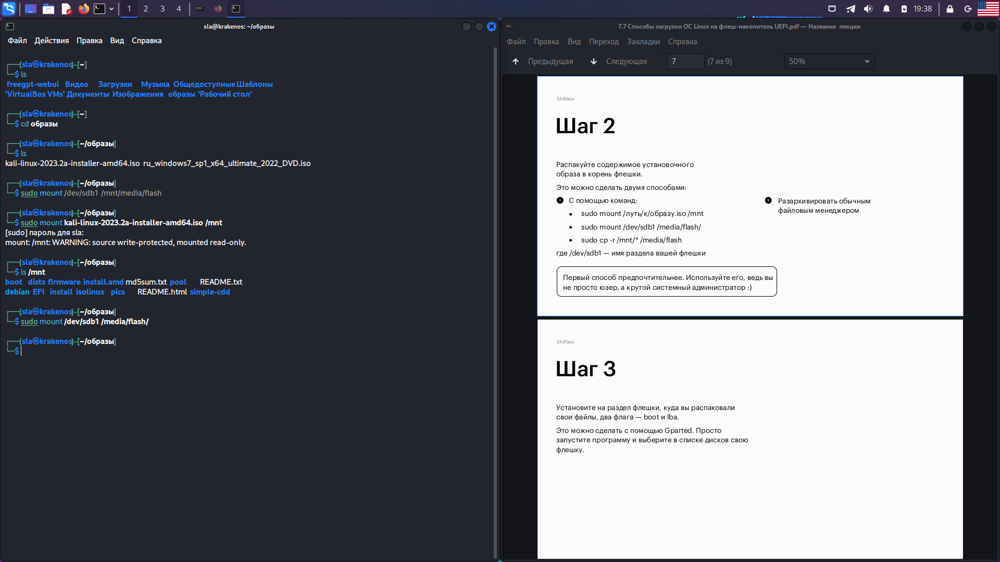 1
2
3
4
19:38
sla@krakenos: ~/образы
Файл Действия Правка Вид Справка
┌──(sla㉿krakenos)-[~]
└─$ ls
freegpt-webui Видео Загрузки Музыка Общедоступные Шаблоны
'VirtualBox VMs' Документы Изображения образы 'Рабочий стол'
┌──(sla㉿krakenos)-[~]
└─$ cd образы
┌──(sla㉿krakenos)-[~/образы]
└─$ ls
kali-linux-2023.2a-installer-amd64.iso ru_windows7_sp1_x64_ultimate_2022_DVD.iso
┌──(sla㉿krakenos)-[~/образы]
└─$ sudo mount /dev/sdb1 /mnt/media/flash
┌──(sla㉿krakenos)-[~/образы]
└─$ sudo mount kali-linux-2023.2a-installer-amd64.iso /mnt
[sudo] пароль для sla:
mount: /mnt: WARNING: source write-protected, mounted read-only.
┌──(sla㉿krakenos)-[~/образы]
└─$ ls /mnt
boot dists firmware install.amd md5sum.txt pool README.txt
debian EFI install isolinux pics README.html simple-cdd
┌──(sla㉿krakenos)-[~/образы]
└─$ sudo mount /dev/sdb1 /media/flash/
┌──(sla㉿krakenos)-[~/образы]
└─$
7.7 Способы загрузки ОС Linux на флеш-накопитель UEFI.pdf — Название лекции
Файл Правка Вид Переход Закладки Справка
Предыдущая Следующая 7 (7 из 9) 50%
Skillbox
Шаг 2
Распакуйте содержимое установочного
образа в корень флешки.
Это можно сделать двумя способами:
1 С помощью команд:
• sudo mount /путь/к/образу.iso /mnt
• sudo mount /dev/sdb1 /media/flash/
• sudo cp -r /mnt/* /media/flash
где /dev/sdb1 — имя раздела вашей флешки
2 Разархивировать обычным
файловым менеджером
Первый способ предпочтительнее. Используйте его, ведь вы
не просто юзер, а крутой системный администратор :)
Skillbox
Шаг 3
Установите на раздел флешки, куда вы распаковали
свои файлы, два флага — boot и lba.
Это можно сделать с помощью Gparted. Просто
запустите программу и выберите в списке дисков свою
флешку.